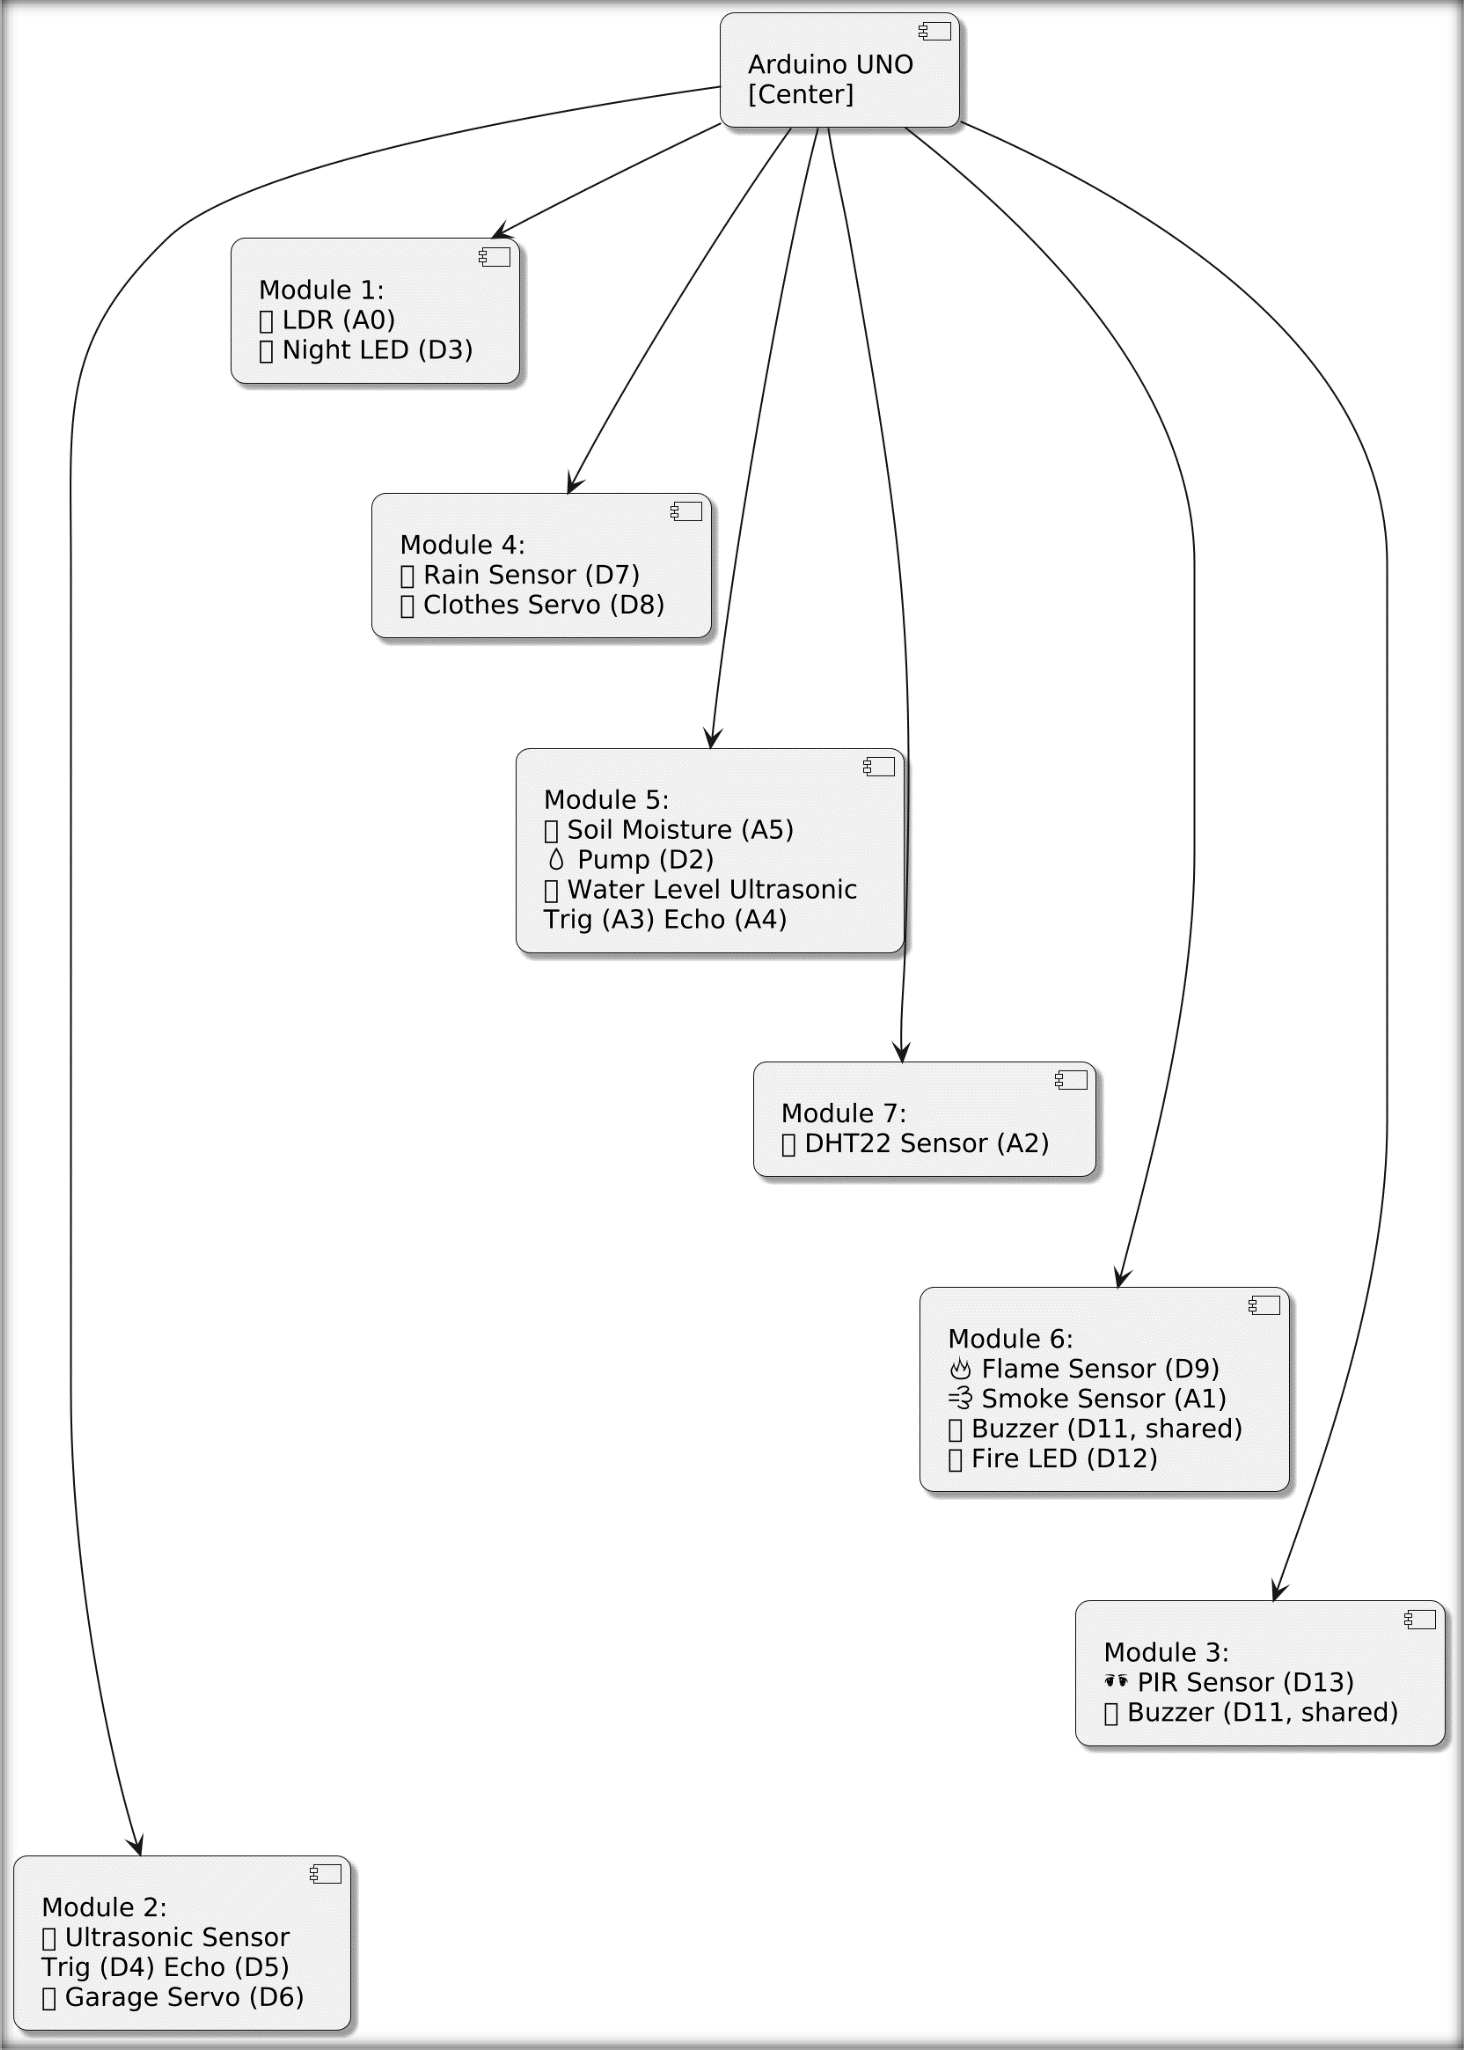 Arduino UNO
[Center]
Module 1:
▯ LDR (A0)
▯ Night LED (D3)
Module 4:
▯ Rain Sensor (D7)
▯ Clothes Servo (D8)
Module 5:
▯ Soil Moisture (A5)
💧 Pump (D2)
▯ Water Level Ultrasonic
Trig (A3) Echo (A4)
Module 7:
▯ DHT22 Sensor (A2)
Module 6:
🔥 Flame Sensor (D9)
💨 Smoke Sensor (A1)
▯ Buzzer (D11, shared)
▯ Fire LED (D12)
Module 3:
👀 PIR Sensor (D13)
▯ Buzzer (D11, shared)
Module 2:
▯ Ultrasonic Sensor
Trig (D4) Echo (D5)
▯ Garage Servo (D6)